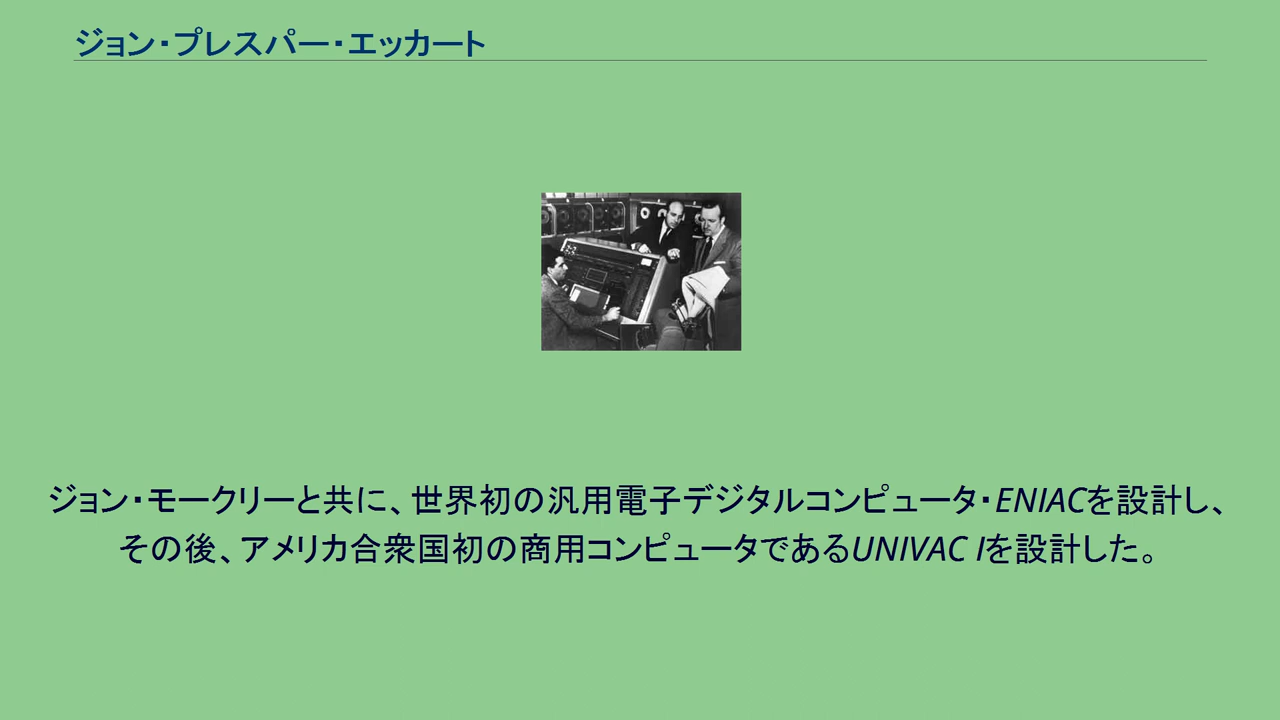 ジョン・プレスパー・エッカート
ジョン・モークリーと共に、世界初の汎用電子デジタルコンピュータ・ENIACを設計し、
その後、アメリカ合衆国初の商用コンピュータであるUNIVAC Iを設計した。